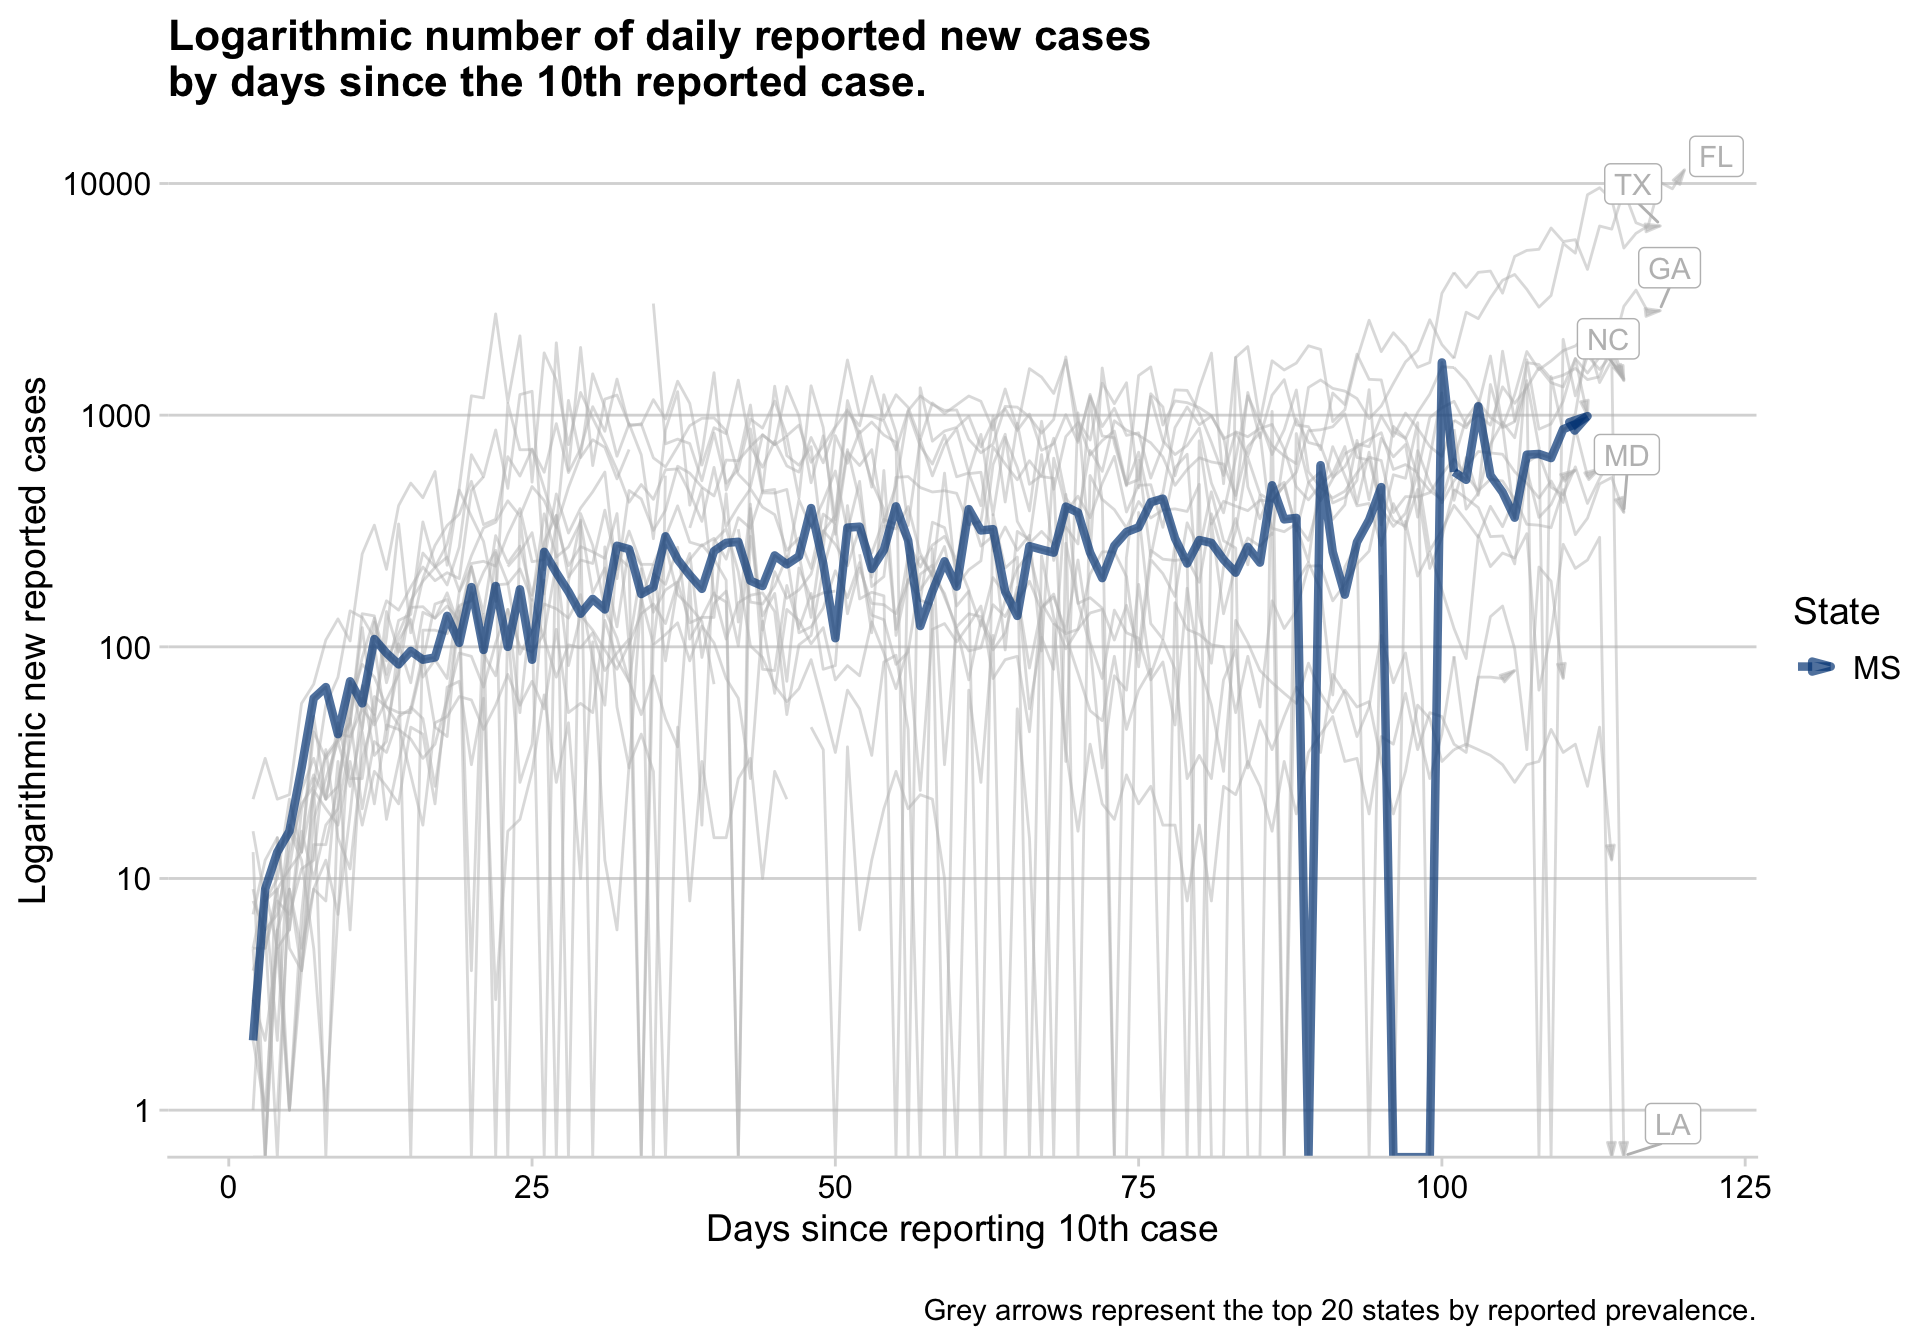 Logarithmic number of daily reported new cases
by days since the 10th reported case.
FL
TX
10000
GA
NC
1000
MD
State
MS
100
10
1
LA
0 25 50 75 100 125
Logarithmic new reported cases
Days since reporting 10th case
Grey arrows represent the top 20 states by reported prevalence.